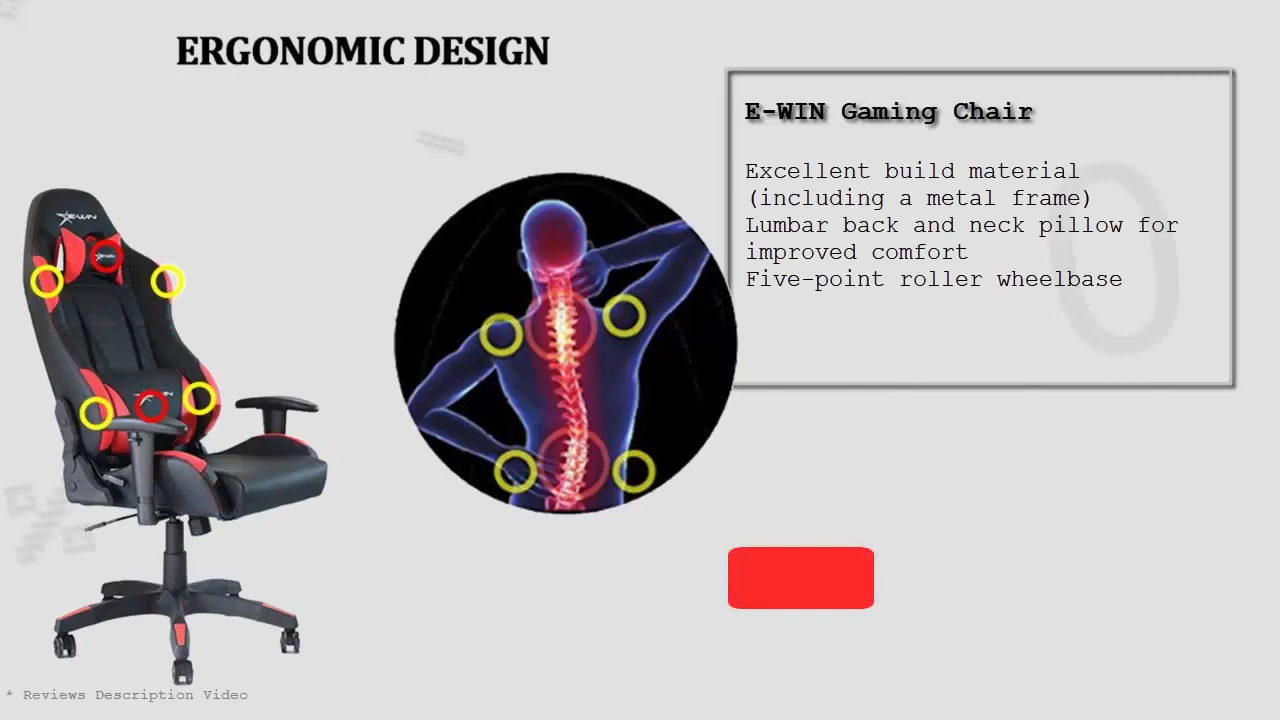 ERGONOMIC DESIGN
E-WIN Gaming Chair
Excellent build material
(including a metal frame)
Lumbar back and neck pillow for
improved comfort
Five-point roller wheelbase
E-WIN
* Reviews Description Video